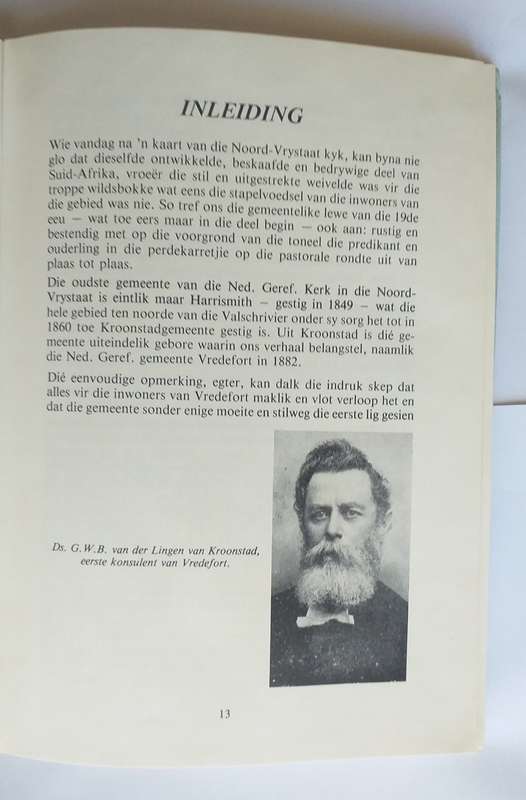 INLEIDING
Wie vandag na 'n kaart van die Noord-Vrystaat kyk, kan byna nie
glo dat dieselfde ontwikkelde, beskaafde en bedrywige deel van
Suid-Afrika, vroeër die stil en uitgestrekte weivelde was vir die
troppe wildsbokke wat eens die stapelvoedsel van die inwoners van
die gebied was nie. So tref ons die gemeentelike lewe van die 19de
eeu — wat toe eers maar in die deel begin — ook aan: rustig en
bestendig met op die voorgrond van die toneel die predikant en
ouderling in die perdekarretjie op die pastorale rondte uit van
plaas tot plaas.
Die oudste gemeente van die Ned. Geref. Kerk in die Noord-
Vrystaat is eintlik maar Harrismith — gestig in 1849 — wat die
hele gebied ten noorde van die Valschrivier onder sy sorg het tot in
1860 toe Kroonstadgemeente gestig is. Uit Kroonstad is dié ge-
meente uiteindelik gebore waarin ons verhaal belangstel, naamlik
die Ned. Geref. gemeente Vredefort in 1882.
Dié eenvoudige opmerking, egter, kan dalk die indruk skep dat
alles vir die inwoners van Vredefort maklik en vlot verloop het en
dat die gemeente sonder enige moeite en stilweg die eerste lig gesien
Ds. G.W.B. van der Lingen van Kroonstad,
eerste konsulent van Vredefort.
13